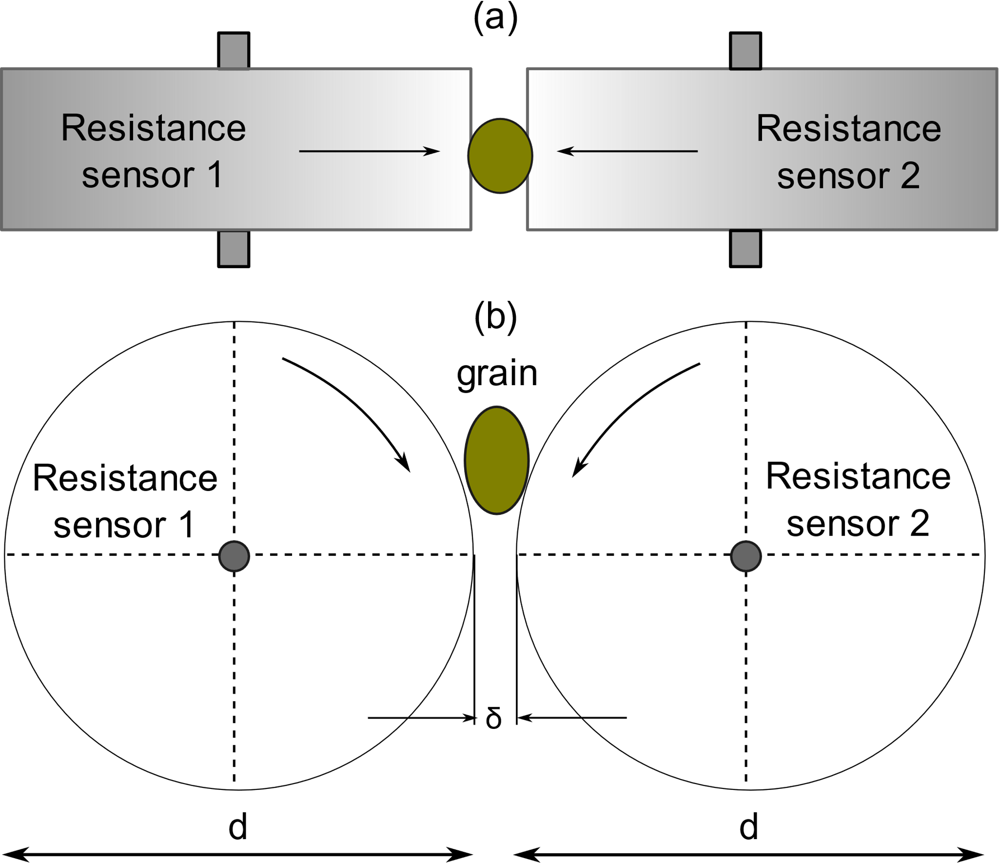 (a)
Resistance
sensor 1
Resistance
sensor 2
(b)
grain
Resistance
sensor 1
Resistance
sensor 2
δ
d
d